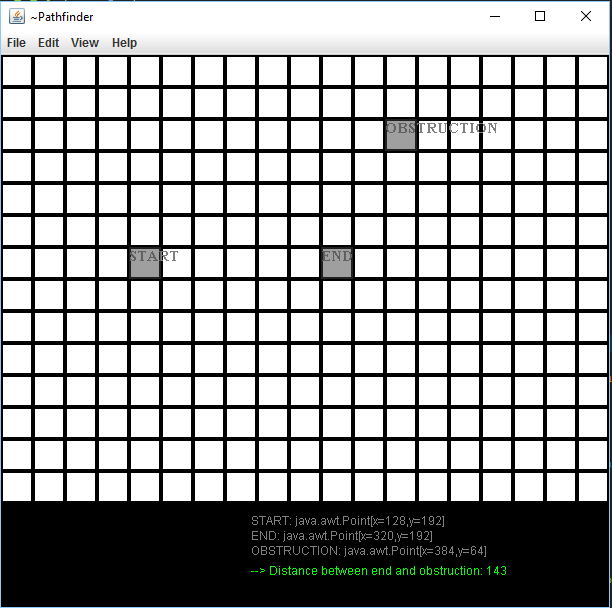 ~Pathfinder
File Edit View Help
OBSTRUCTION
START
END
START: java.awt.Point[x=128,y=192]
END: java.awt.Point[x=320,y=192]
OBSTRUCTION: java.awt.Point[x=384,y=64]
--> Distance between end and obstruction: 143